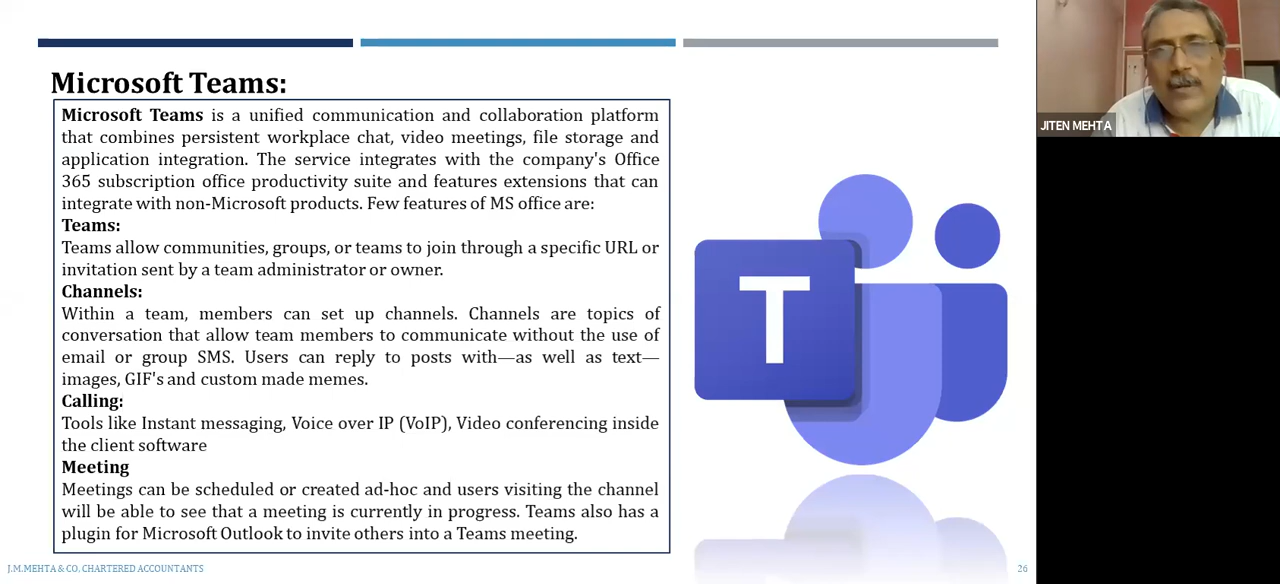 Microsoft Teams:
Microsoft Teams is a unified communication and collaboration platform
that combines persistent workplace chat, video meetings, file storage and
application integration. The service integrates with the company's Office
365 subscription office productivity suite and features extensions that can
integrate with non-Microsoft products. Few features of MS office are:
Teams:
Teams allow communities, groups, or teams to join through a specific URL or
invitation sent by a team administrator or owner.
Channels:
Within a team, members can set up channels. Channels are topics of
conversation that allow team members to communicate without the use of
email or group SMS. Users can reply to posts with—as well as text—
images, GIF's and custom made memes.
Calling:
Tools like Instant messaging, Voice over IP (VoIP), Video conferencing inside
the client software
Meeting
Meetings can be scheduled or created ad-hoc and users visiting the channel
will be able to see that a meeting is currently in progress. Teams also has a
plugin for Microsoft Outlook to invite others into a Teams meeting.
T
J.M.MEHTA & CO, CHARTERED ACCOUNTANTS
26
JITEN MEHTA